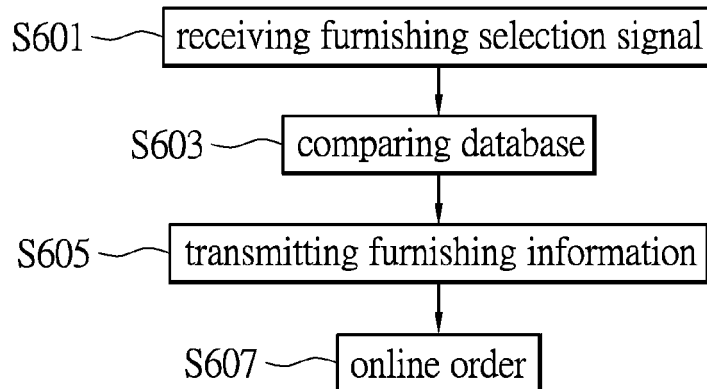 S601 receiving furnishing selection signal
S603 comparing database
S605 transmitting furnishing information
S607 online order